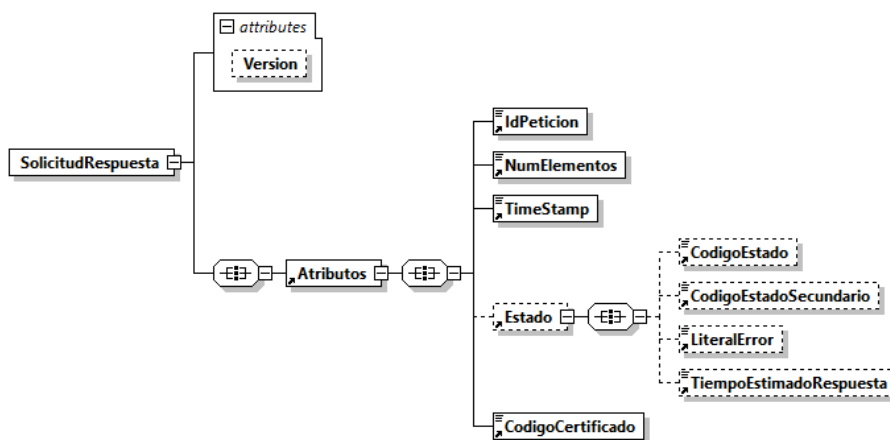 attributes
Version
SolicitudRespuesta
Atributos
IdPeticion
NumElementos
TimeStamp
Estado
CodigoEstado
CodigoEstadoSecundario
LiteralError
TiempoEstimadoRespuesta
CodigoCertificado